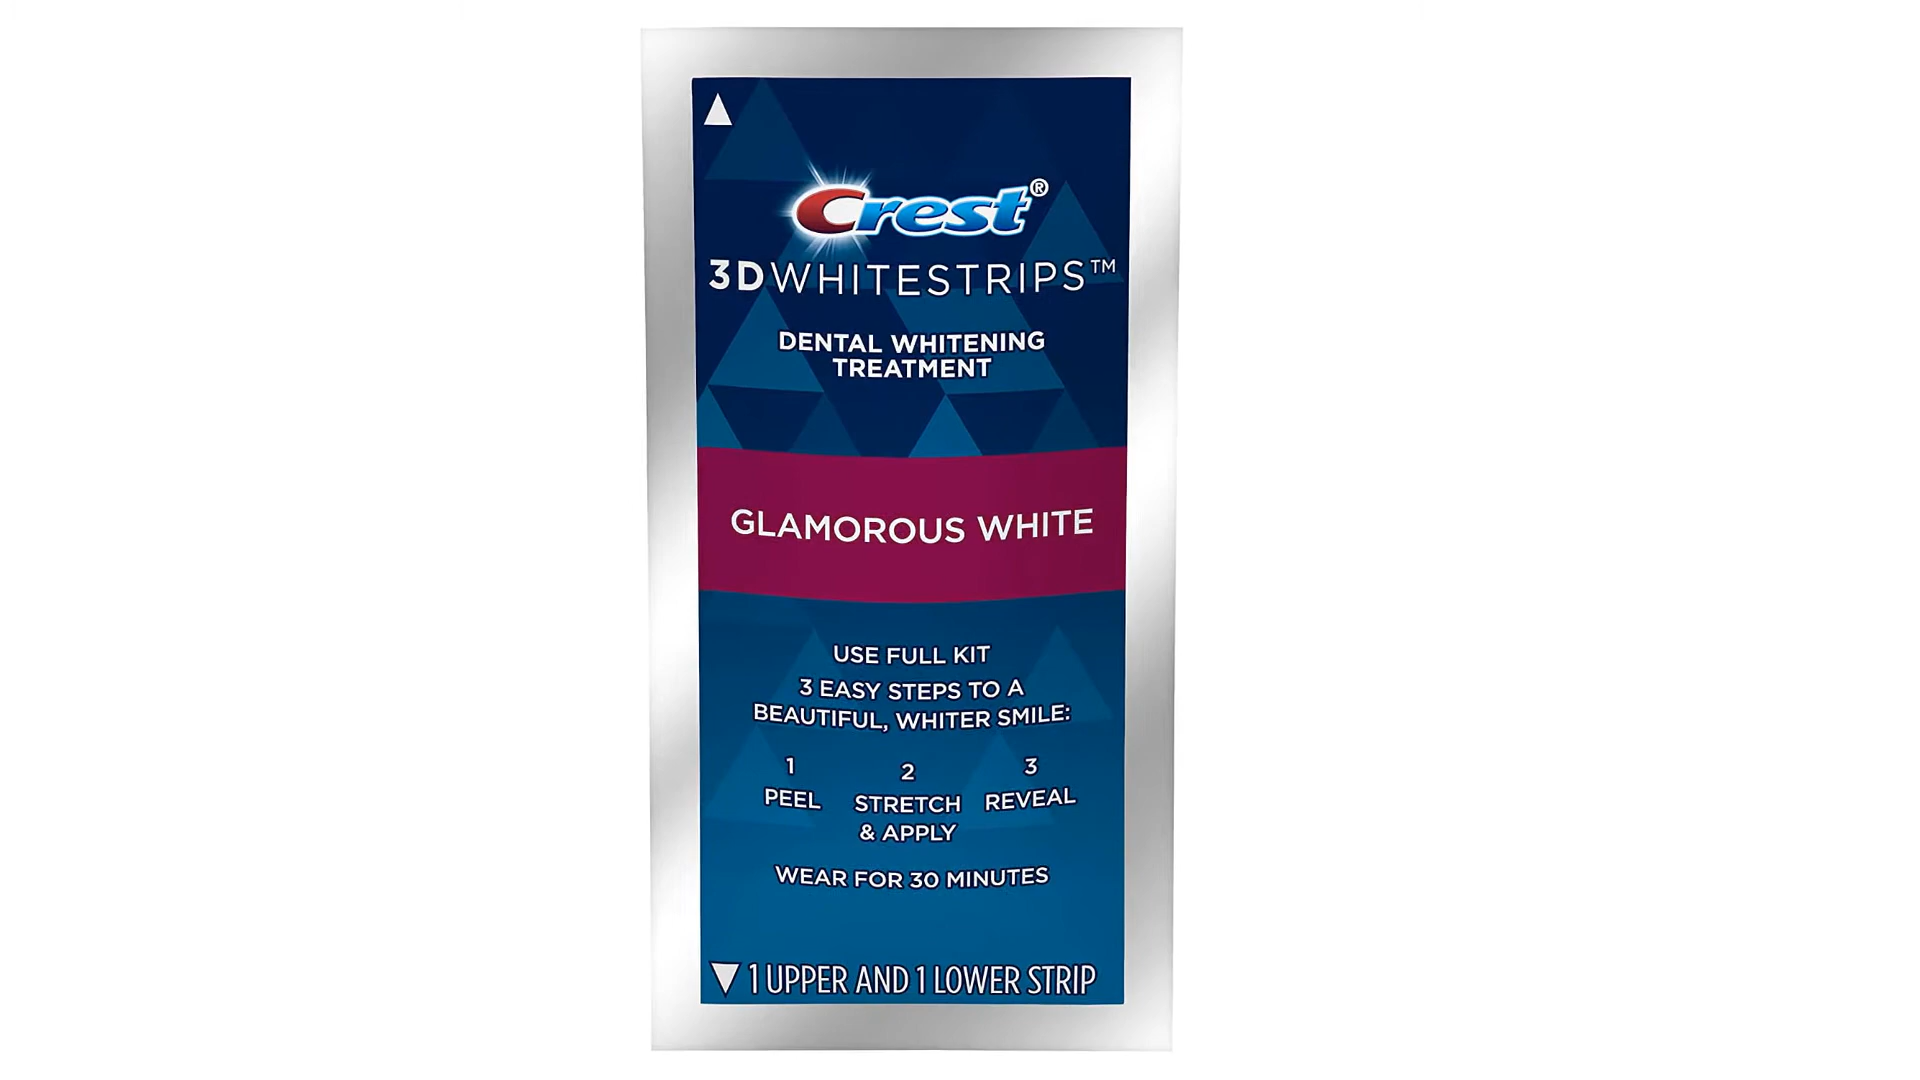 Crest®
3DWHITESTRIPS™
DENTAL WHITENING
TREATMENT
GLAMOROUS WHITE
USE FULL KIT
3 EASY STEPS TO A
BEAUTIFUL, WHITER SMILE:
1 2 3
PEEL STRETCH REVEAL
& APPLY
WEAR FOR 30 MINUTES
1 UPPER AND 1 LOWER STRIP